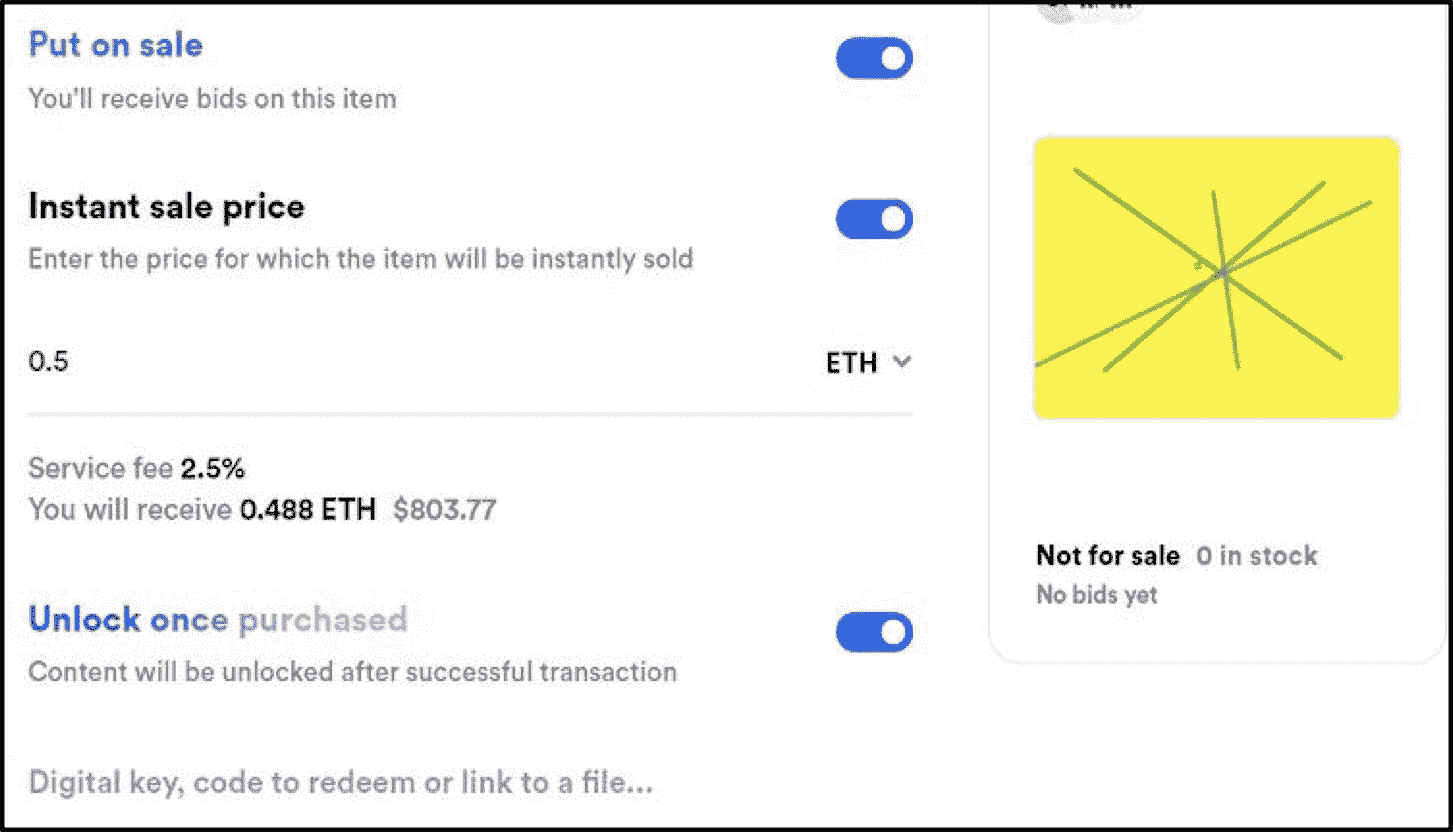 Put on sale
You'll receive bids on this item
Instant sale price
Enter the price for which the item will be instantly sold
0.5 ETH
Service fee 2.5%
You will receive 0.488 ETH $803.77
Unlock once purchased
Content will be unlocked after successful transaction
Digital key, code to redeem or link to a file...
Not for sale 0 in stock
No bids yet